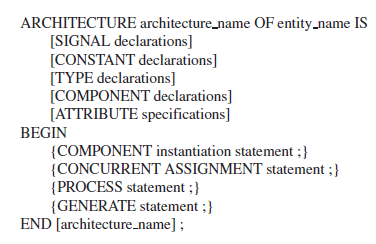 ARCHITECTURE architecture_name OF entity_name IS
[SIGNAL declarations]
[CONSTANT declarations]
[TYPE declarations]
[COMPONENT declarations]
[ATTRIBUTE specifications]
BEGIN
{COMPONENT instantiation statement ;}
{CONCURRENT ASSIGNMENT statement ;}
{PROCESS statement ;}
{GENERATE statement ;}
END [architecture_name] ;